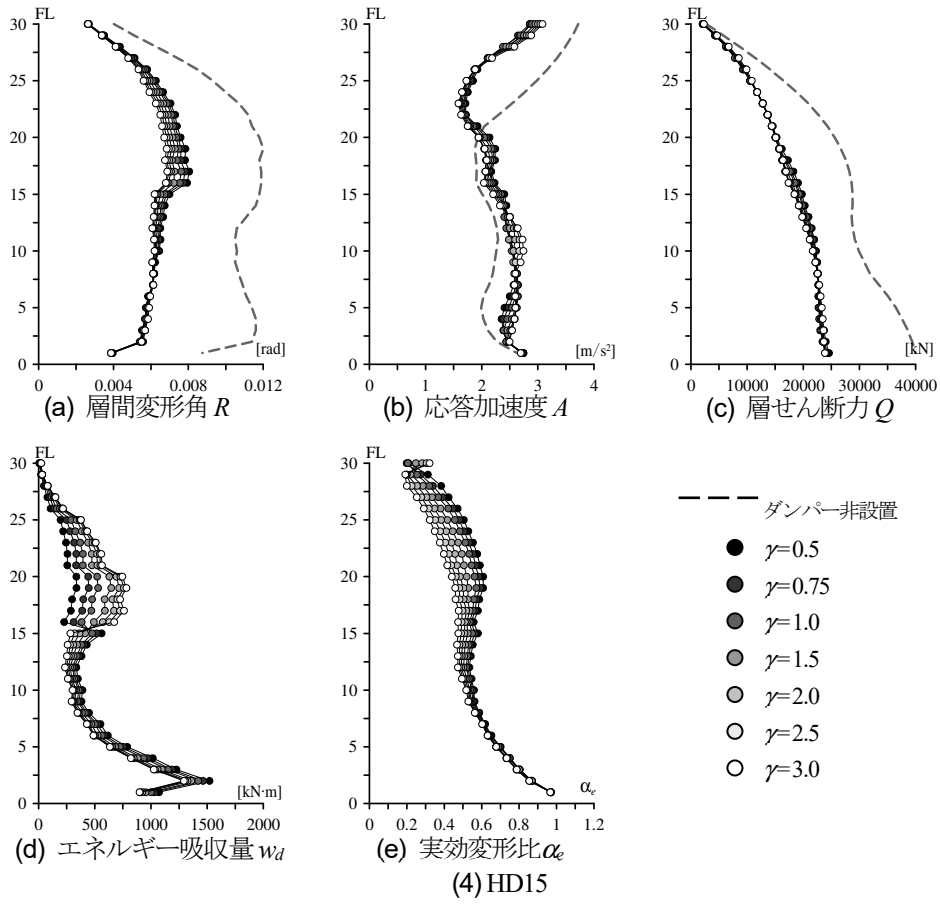 FL
30
25
20
15
10
5
0
0 0.004 0.008 0.012
[rad]
(a) 層間変形角 R
FL
30
25
20
15
10
5
0
0 1 2 3 4
[m/s²]
(b) 応答加速度 A
FL
30
25
20
15
10
5
0
0 10000 20000 30000 40000
[kN]
(c) 層せん断力 Q
FL
30
25
20
15
10
5
0
0 500 1000 1500 2000
[kN·m]
(d) エネルギー吸収量 wd
FL
30
25
20
15
10
5
0
0 0.2 0.4 0.6 0.8 1 1.2
αe
(e) 実効変形比αe
ダンパー非設置
γ=0.5
γ=0.75
γ=1.0
γ=1.5
γ=2.0
γ=2.5
γ=3.0
(4) HD15